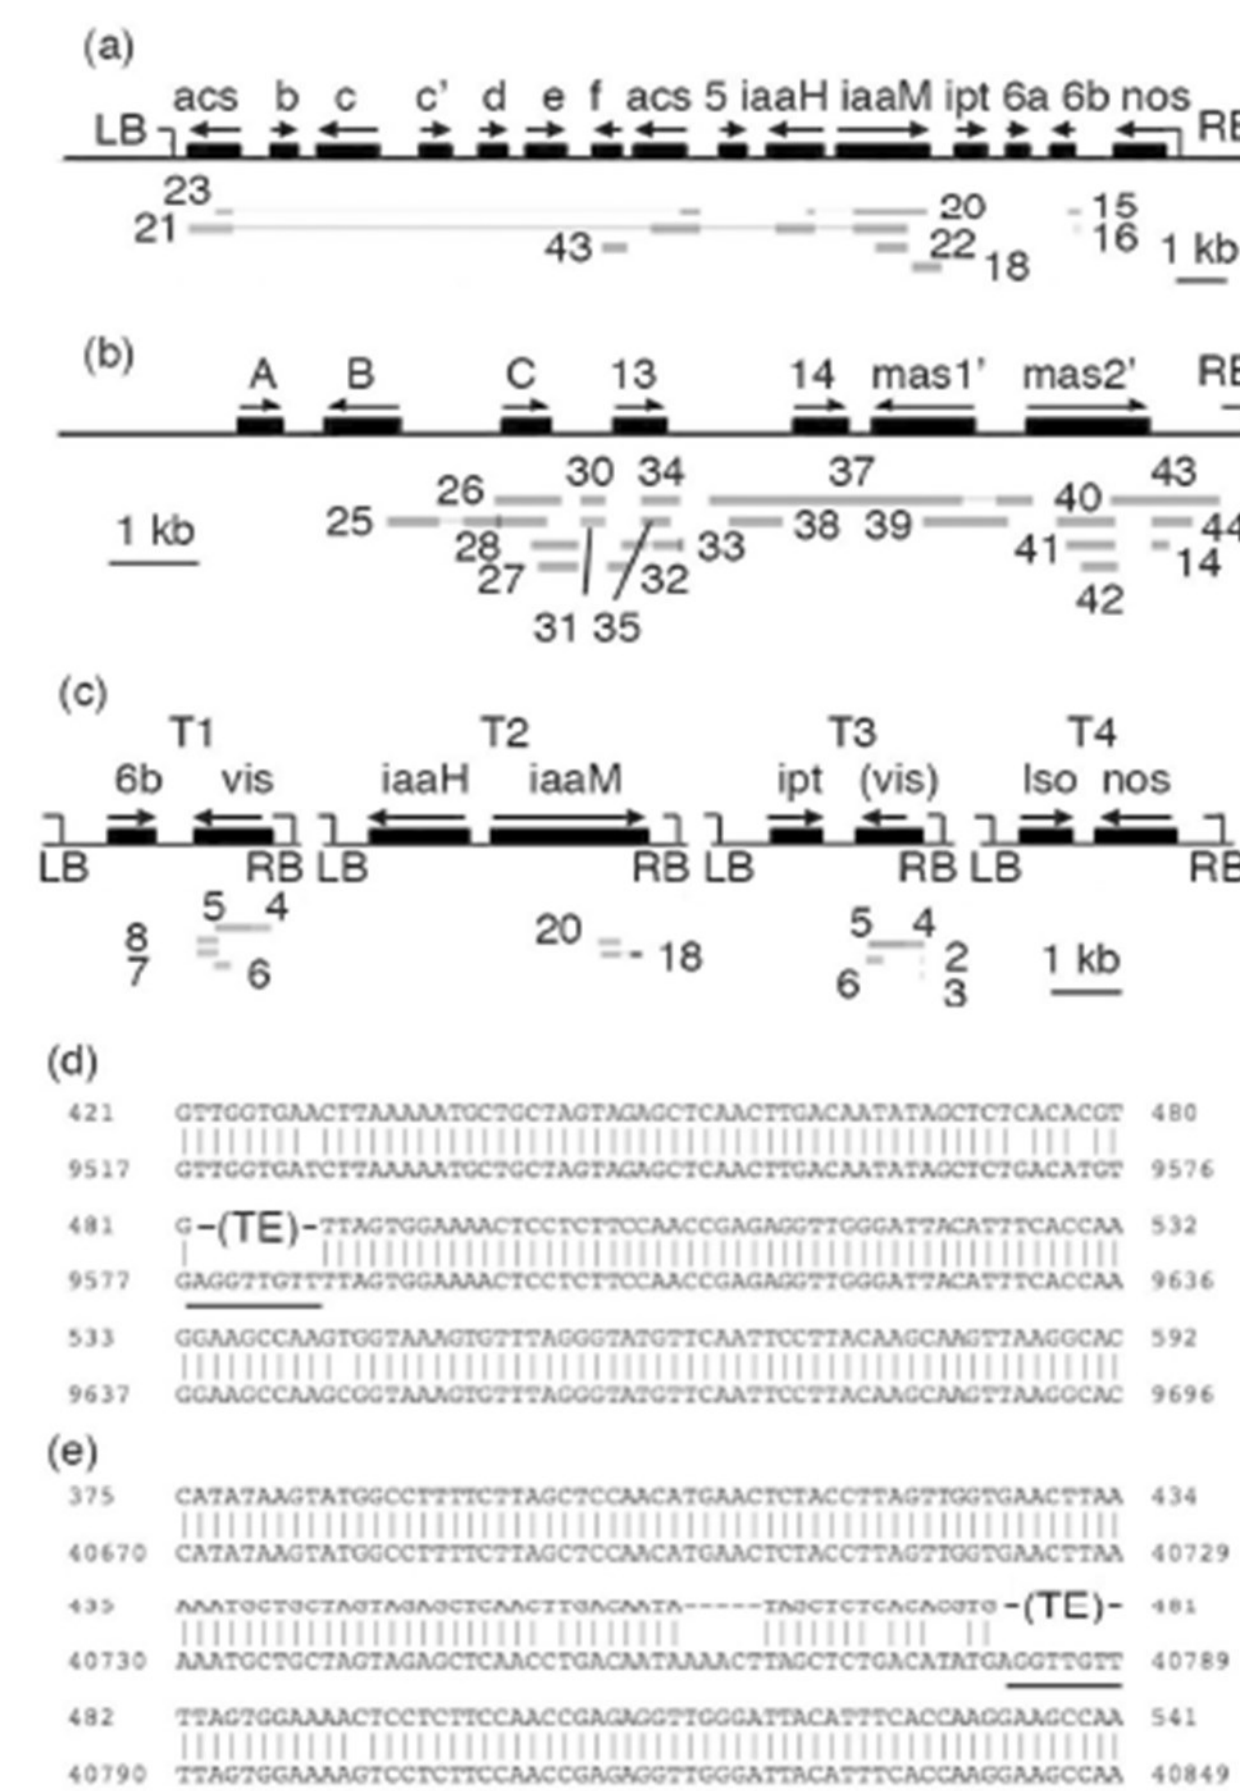 (a)
acs b c c' d e f acs 5 iaaH iaaM ipt 6a 6b nos
LB
23 20 15
21 43 22 16 1 kb
18
(b)
A B C 13 14 mas1' mas2'
30 34 37 43
26 40
25 38 39 44
1 kb 28 33 41 14
27 32 42
31 35
(c)
T1 T2 T3 T4
6b vis iaaH iaaM ipt (vis) lso nos
LB RB LB RB LB RB LB
5 4 20 5 4
8 18 2 1 kb
7 6 6 3
(d)
421 GTTGGTGAACTTAAAAATGCTGCTAGTAGAGCTCAACTTGACAATATAGCTCTCACACGT 480
9517 GTTGGTGATCTTAAAAATGCTGCTAGTAGAGCTCAACTTGACAATATAGCTCTGACATGT 9576
481 G-(TE)-TTAGTGGAAAACTCCTCTTCCAACCGAGAGGTTGGGATTACATTTCACCAA 532
9577 GAGGTTGTTTTAGTGGAAAACTCCTCTTCCAACCGAGAGGTTGGGATTACATTTCACCAA 9636
533 GGAAGCCAAGTGGTAAAGTGTTTAGGGTATGTTCAATTCCTTACAAGCAAGTTAAGGCAC 592
9637 GGAAGCCAAGCGGTAAAGTGTTTAGGGTATGTTCAATTCCTTACAAGCAAGTTAAGGCAC 9696
(e)
375 CATATAAGTATGGCCTTTTCTTAGCTCCAACATGAACTCTACCTTAGTTGGTGAACTTAA 434
40670 CATATAAGTATGGCCTTTTCTTAGCTCCAACATGAACTCTACCTTAGTTGGTGAACTTAA 40729
435 AAATGCTGCTAGTAGAGCTCAACTTGACAATA-----TAGCTCTCACACGTG-(TE)- 481
40730 AAATGCTGCTAGTAGAGCTCAACCTGACAATAAAACTTAGCTCTGACATATGAGGTTGTT 40789
482 TTAGTGGAAAACTCCTCTTCCAACCGAGAGGTTGGGATTACATTTCACCAAGGAAGCCAA 541
40790 TTAGTGGAAAAGTCCTCTTCCAACCGAGAGGTTGGGATTACATTTCACCAAGGAAGCCAA 40849